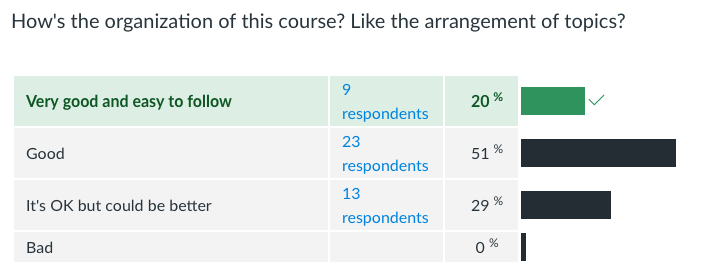 How's the organization of this course? Like the arrangement of topics?
Very good and easy to follow 9 respondents 20 %
Good 23 respondents 51 %
It's OK but could be better 13 respondents 29 %
Bad 0 %